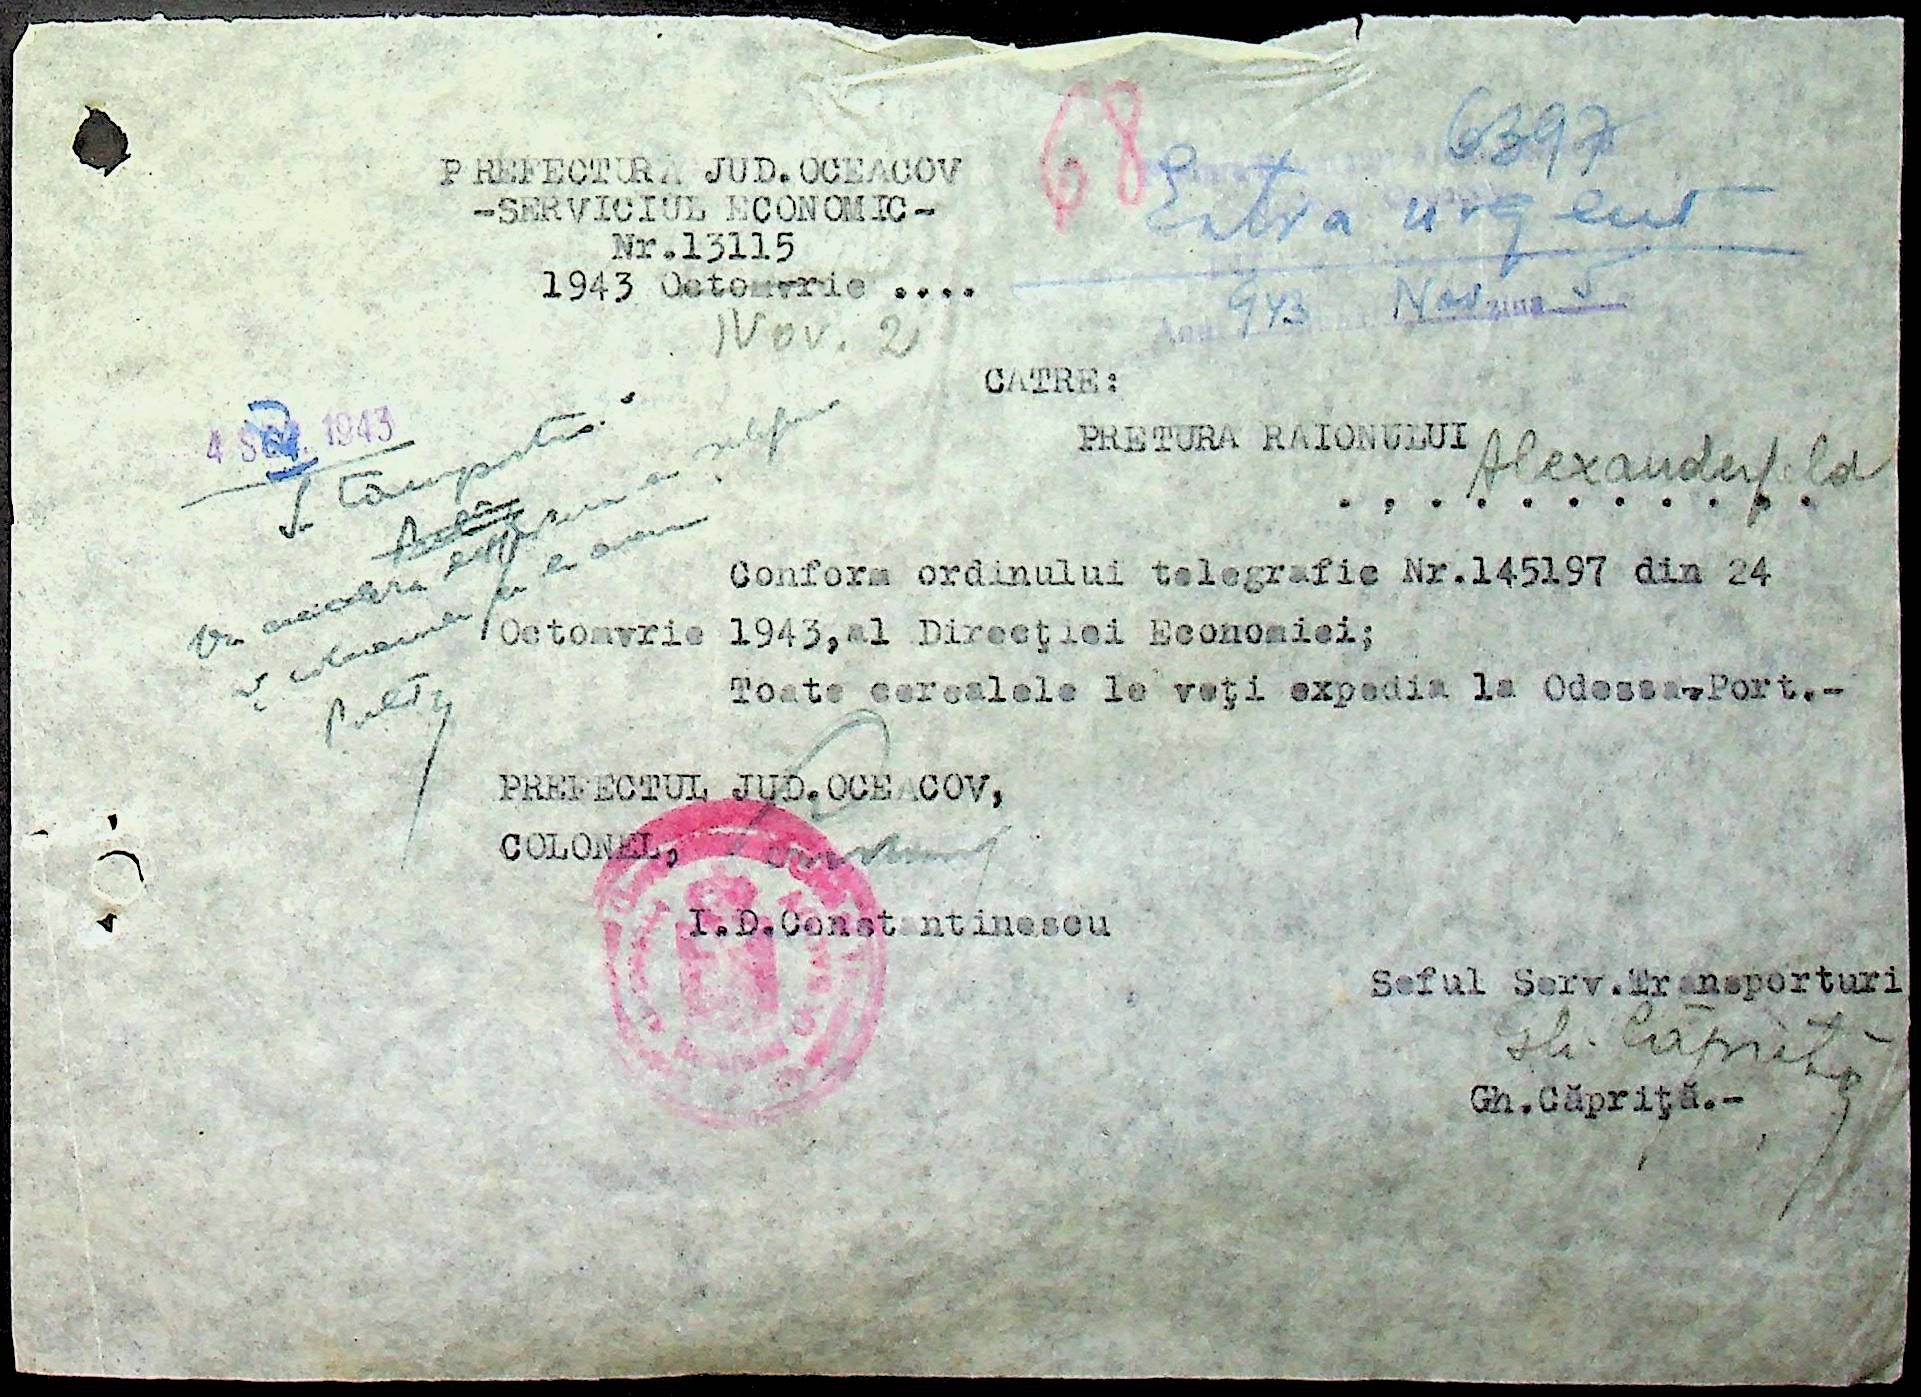 68
6397
Extra urgent
943 Nov 5
PREFECTURA JUD.OCEACOV
-SERVICIUL ECONOMIC-
Nr.13115
1943 Octomvrie ....
Nov. 2
CATRE:
PRETURA RAIONULUI Alexanderfeld
4 1943
Conform ordinului telegrafic Nr.145197 din 24
Octomvrie 1943,al Direcţiei Economiei;
Toate cerealele le veţi expedia la Odessa-Port.-
PREFECTUL JUD.OCEACOV,
COLONEL,
I.D.Constantinescu
Seful Serv.Transporturi
Gh. Căpriţă
Gh.Căpriţă.-